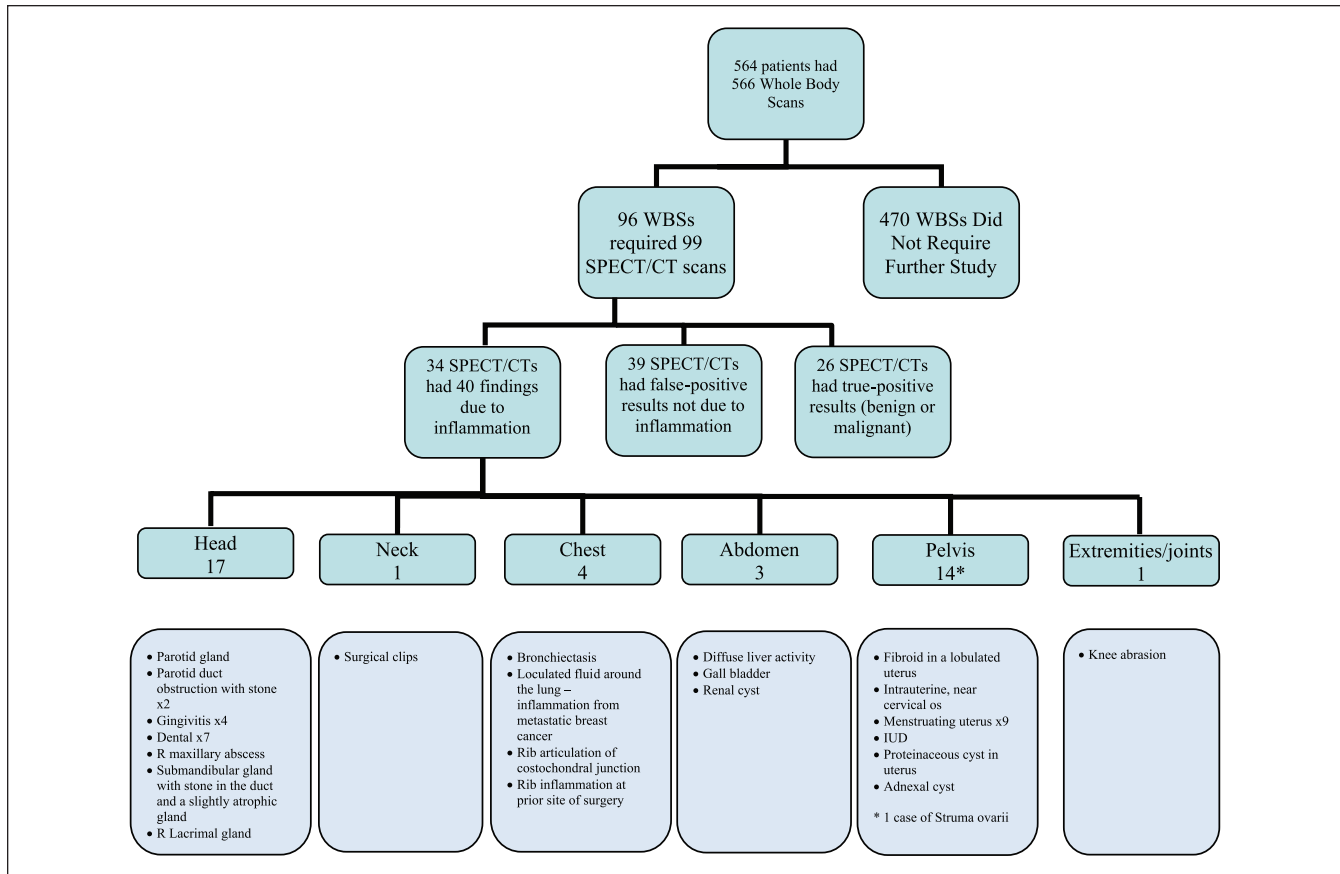 564 patients had
566 Whole Body
Scans
96 WBSs
required 99
SPECT/CT scans
470 WBSs Did
Not Require
Further Study
34 SPECT/CTs
had 40 findings
due to
inflammation
39 SPECT/CTs
had false-positive
results not due to
inflammation
26 SPECT/CTs
had true-positive
results (benign or
malignant)
Head
17
Neck
1
Chest
4
Abdomen
3
Pelvis
14*
Extremities/joints
1
• Parotid gland
• Parotid duct
obstruction with stone
x2
• Gingivitis x4
• Dental x7
• R maxillary abscess
• Submandibular gland
with stone in the duct
and a slightly atrophic
gland
• R Lacrimal gland
• Surgical clips
• Bronchiectasis
• Loculated fluid around
the lung –
inflammation from
metastatic breast
cancer
• Rib articulation of
costochondral junction
• Rib inflammation at
prior site of surgery
• Diffuse liver activity
• Gall bladder
• Renal cyst
• Fibroid in a lobulated
uterus
• Intrauterine, near
cervical os
• Menstruating uterus x9
• IUD
• Proteinaceous cyst in
uterus
• Adnexal cyst
* 1 case of Struma ovarii
• Knee abrasion